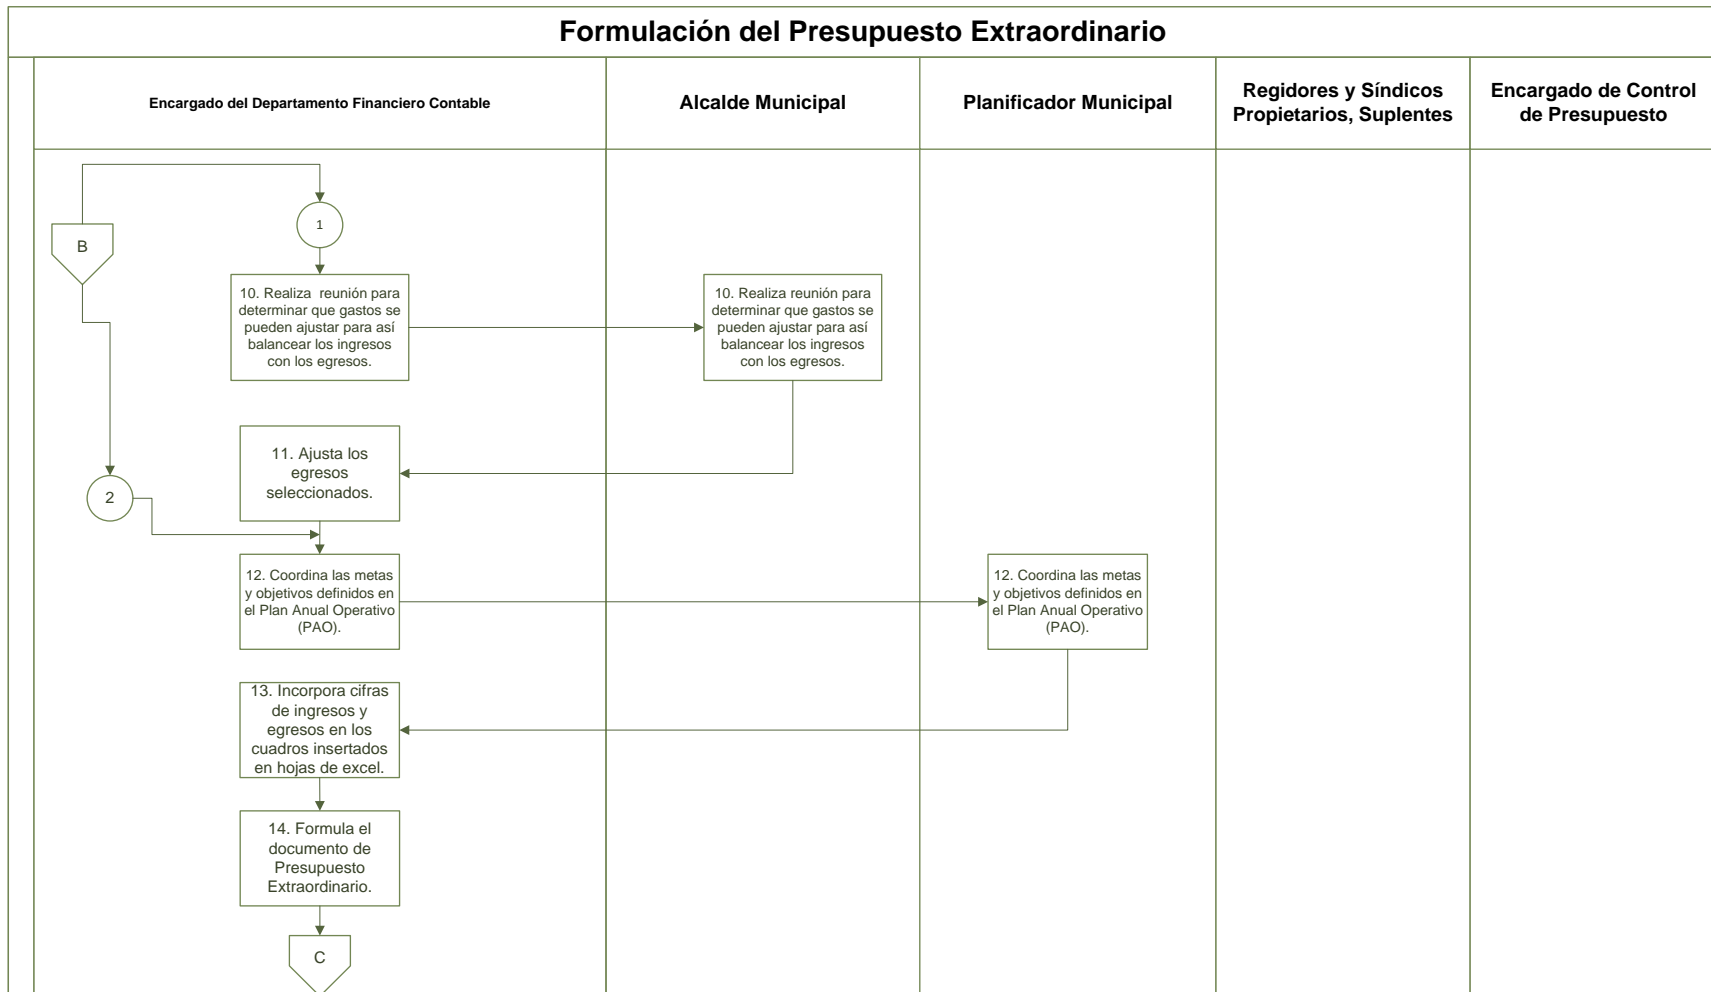 Formulación del Presupuesto Extraordinario
Encargado del Departamento Financiero Contable
Alcalde Municipal
Planificador Municipal
Regidores y Síndicos
Propietarios, Suplentes
Encargado de Control
de Presupuesto
1
B
10. Realiza  reunión para
determinar que gastos se
pueden ajustar para así
balancear los ingresos
con los egresos.
10. Realiza reunión para
determinar que gastos se
pueden ajustar para así
balancear los ingresos
con los egresos.
11. Ajusta los
egresos
seleccionados.
2
12. Coordina las metas
y objetivos definidos en
el Plan Anual Operativo
(PAO).
12. Coordina las metas
y objetivos definidos en
el Plan Anual Operativo
(PAO).
13. Incorpora cifras
de ingresos y
egresos en los
cuadros insertados
en hojas de excel.
14. Formula el
documento de
Presupuesto
Extraordinario.
C